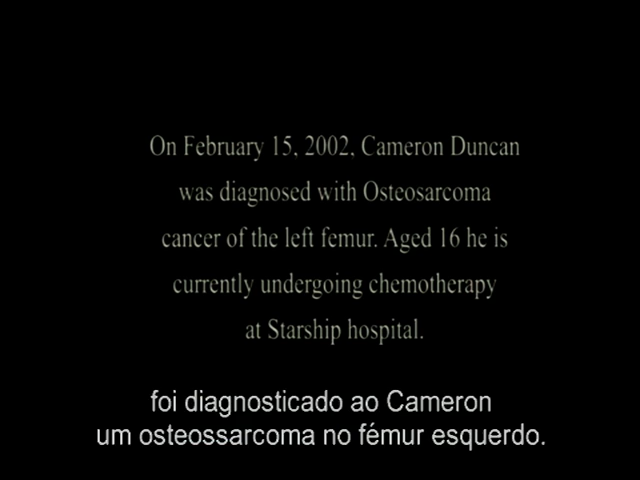 On February 15, 2002, Cameron Duncan
was diagnosed with Osteosarcoma
cancer of the left femur. Aged 16 he is
currently undergoing chemotherapy
at Starship hospital.
foi diagnosticado ao Cameron
um osteossarcoma no fémur esquerdo.